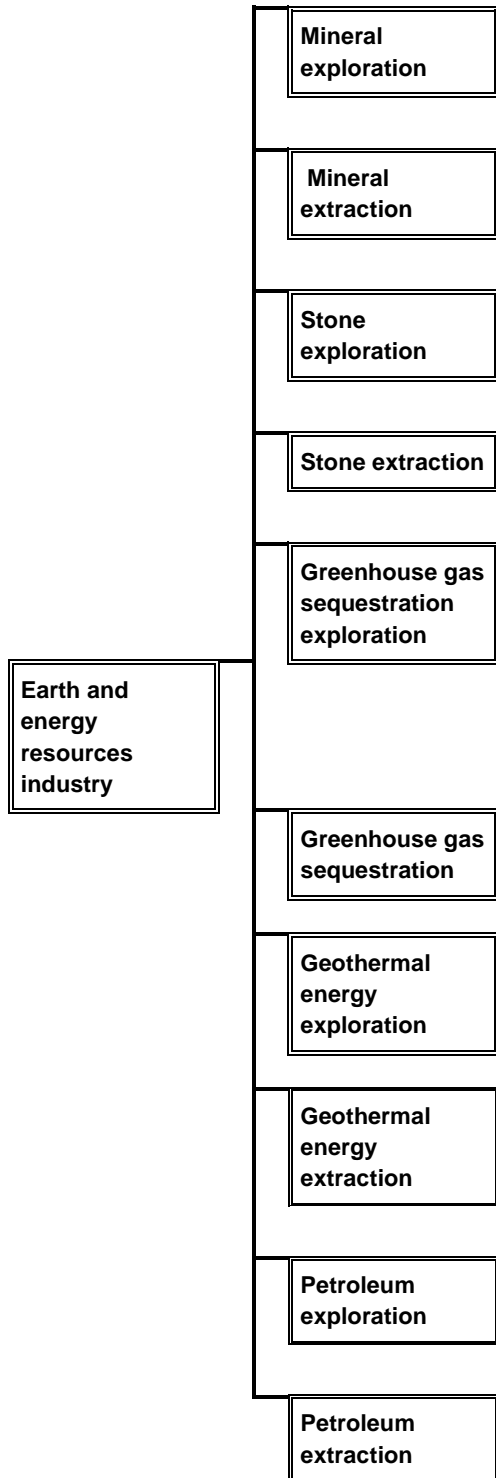 Mineral
exploration
Mineral
extraction
Stone
exploration
Stone extraction
Greenhouse gas
sequestration
exploration
Earth and
energy
resources
industry
Greenhouse gas
sequestration
Geothermal
energy
exploration
Geothermal
energy
extraction
Petroleum
exploration
Petroleum
extraction